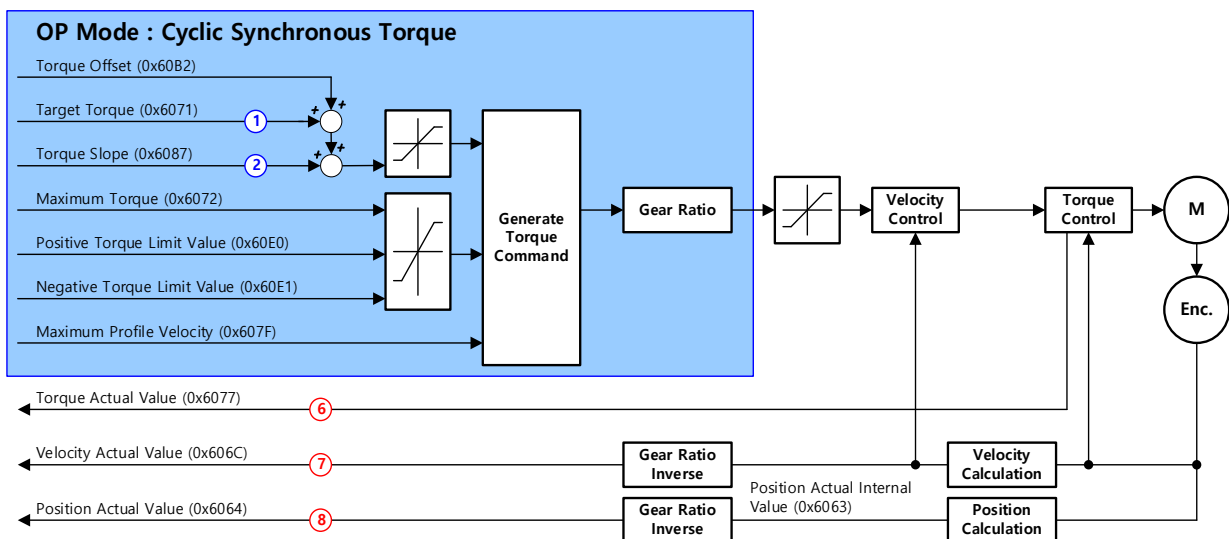 OP Mode : Cyclic Synchronous Torque
Torque Offset (0x60B2)
Target Torque (0x6071)
1
+
+
Torque Slope (0x6087)
2
+
+
Maximum Torque (0x6072)
Positive Torque Limit Value (0x60E0)
Negative Torque Limit Value (0x60E1)
Maximum Profile Velocity (0x607F)
Generate
Torque
Command
Gear Ratio
Velocity
Control
Torque
Control
M
Enc.
Torque Actual Value (0x6077)
6
Velocity Actual Value (0x606C)
7
Gear Ratio
Inverse
Velocity
Calculation
Position Actual Value (0x6064)
8
Gear Ratio
Inverse
Position Actual Internal
Value (0x6063)
Position
Calculation